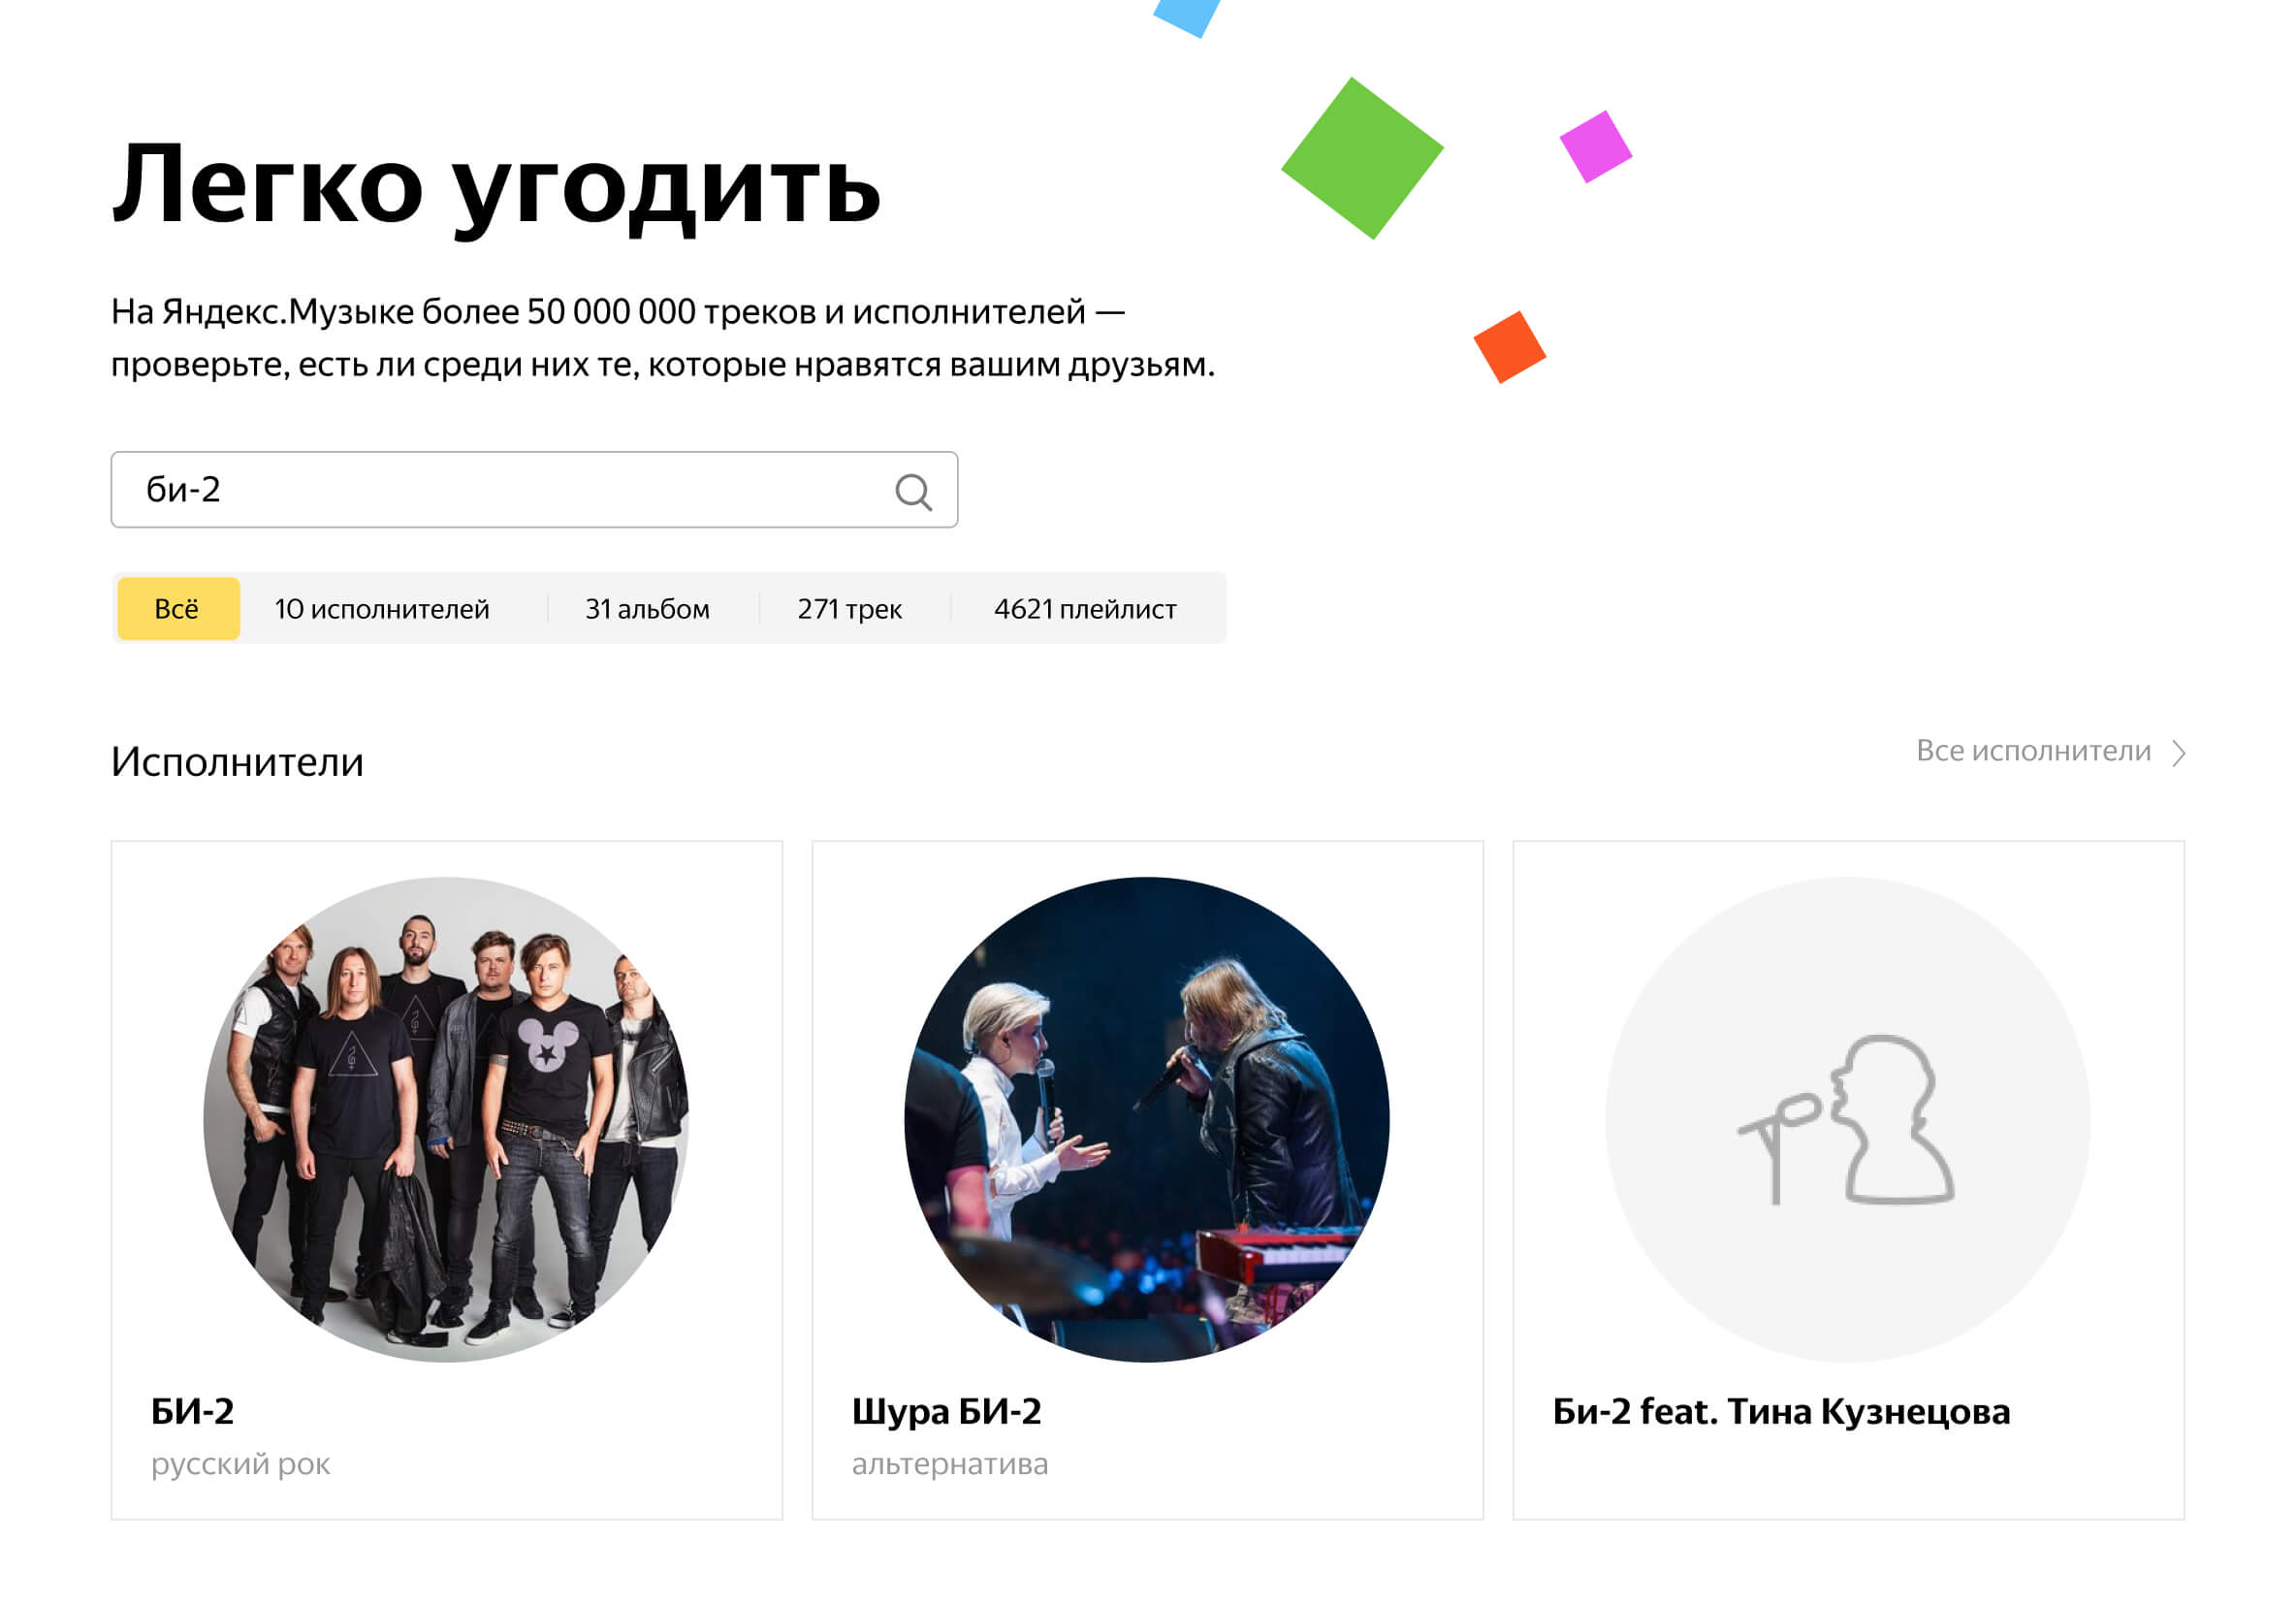 Легко угодить
На Яндекс.Музыке более 50 000 000 треков и исполнителей —
проверьте, есть ли среди них те, которые нравятся вашим друзьям.
би-2
Всё 10 исполнителей 31 альбом 271 трек 4621 плейлист
Исполнители
Все исполнители
БИ-2
русский рок
Шура БИ-2
альтернатива
Би-2 feat. Тина Кузнецова